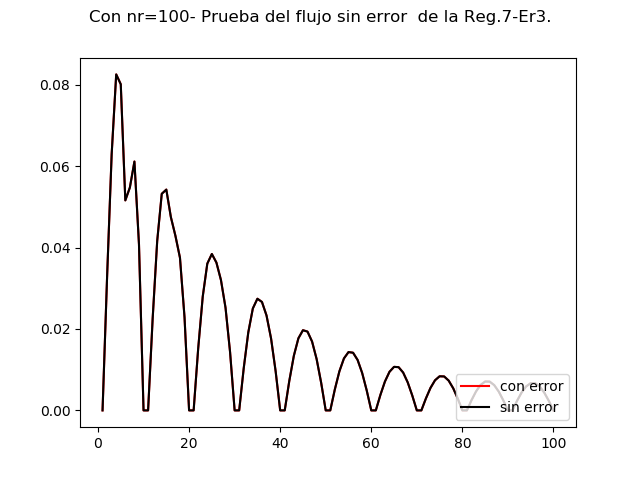 Con nr=100- Prueba del flujo sin error  de la Reg.7-Er3.
0.08
0.06
0.04
0.02
0.00
con error
sin error
0 20 40 60 80 100